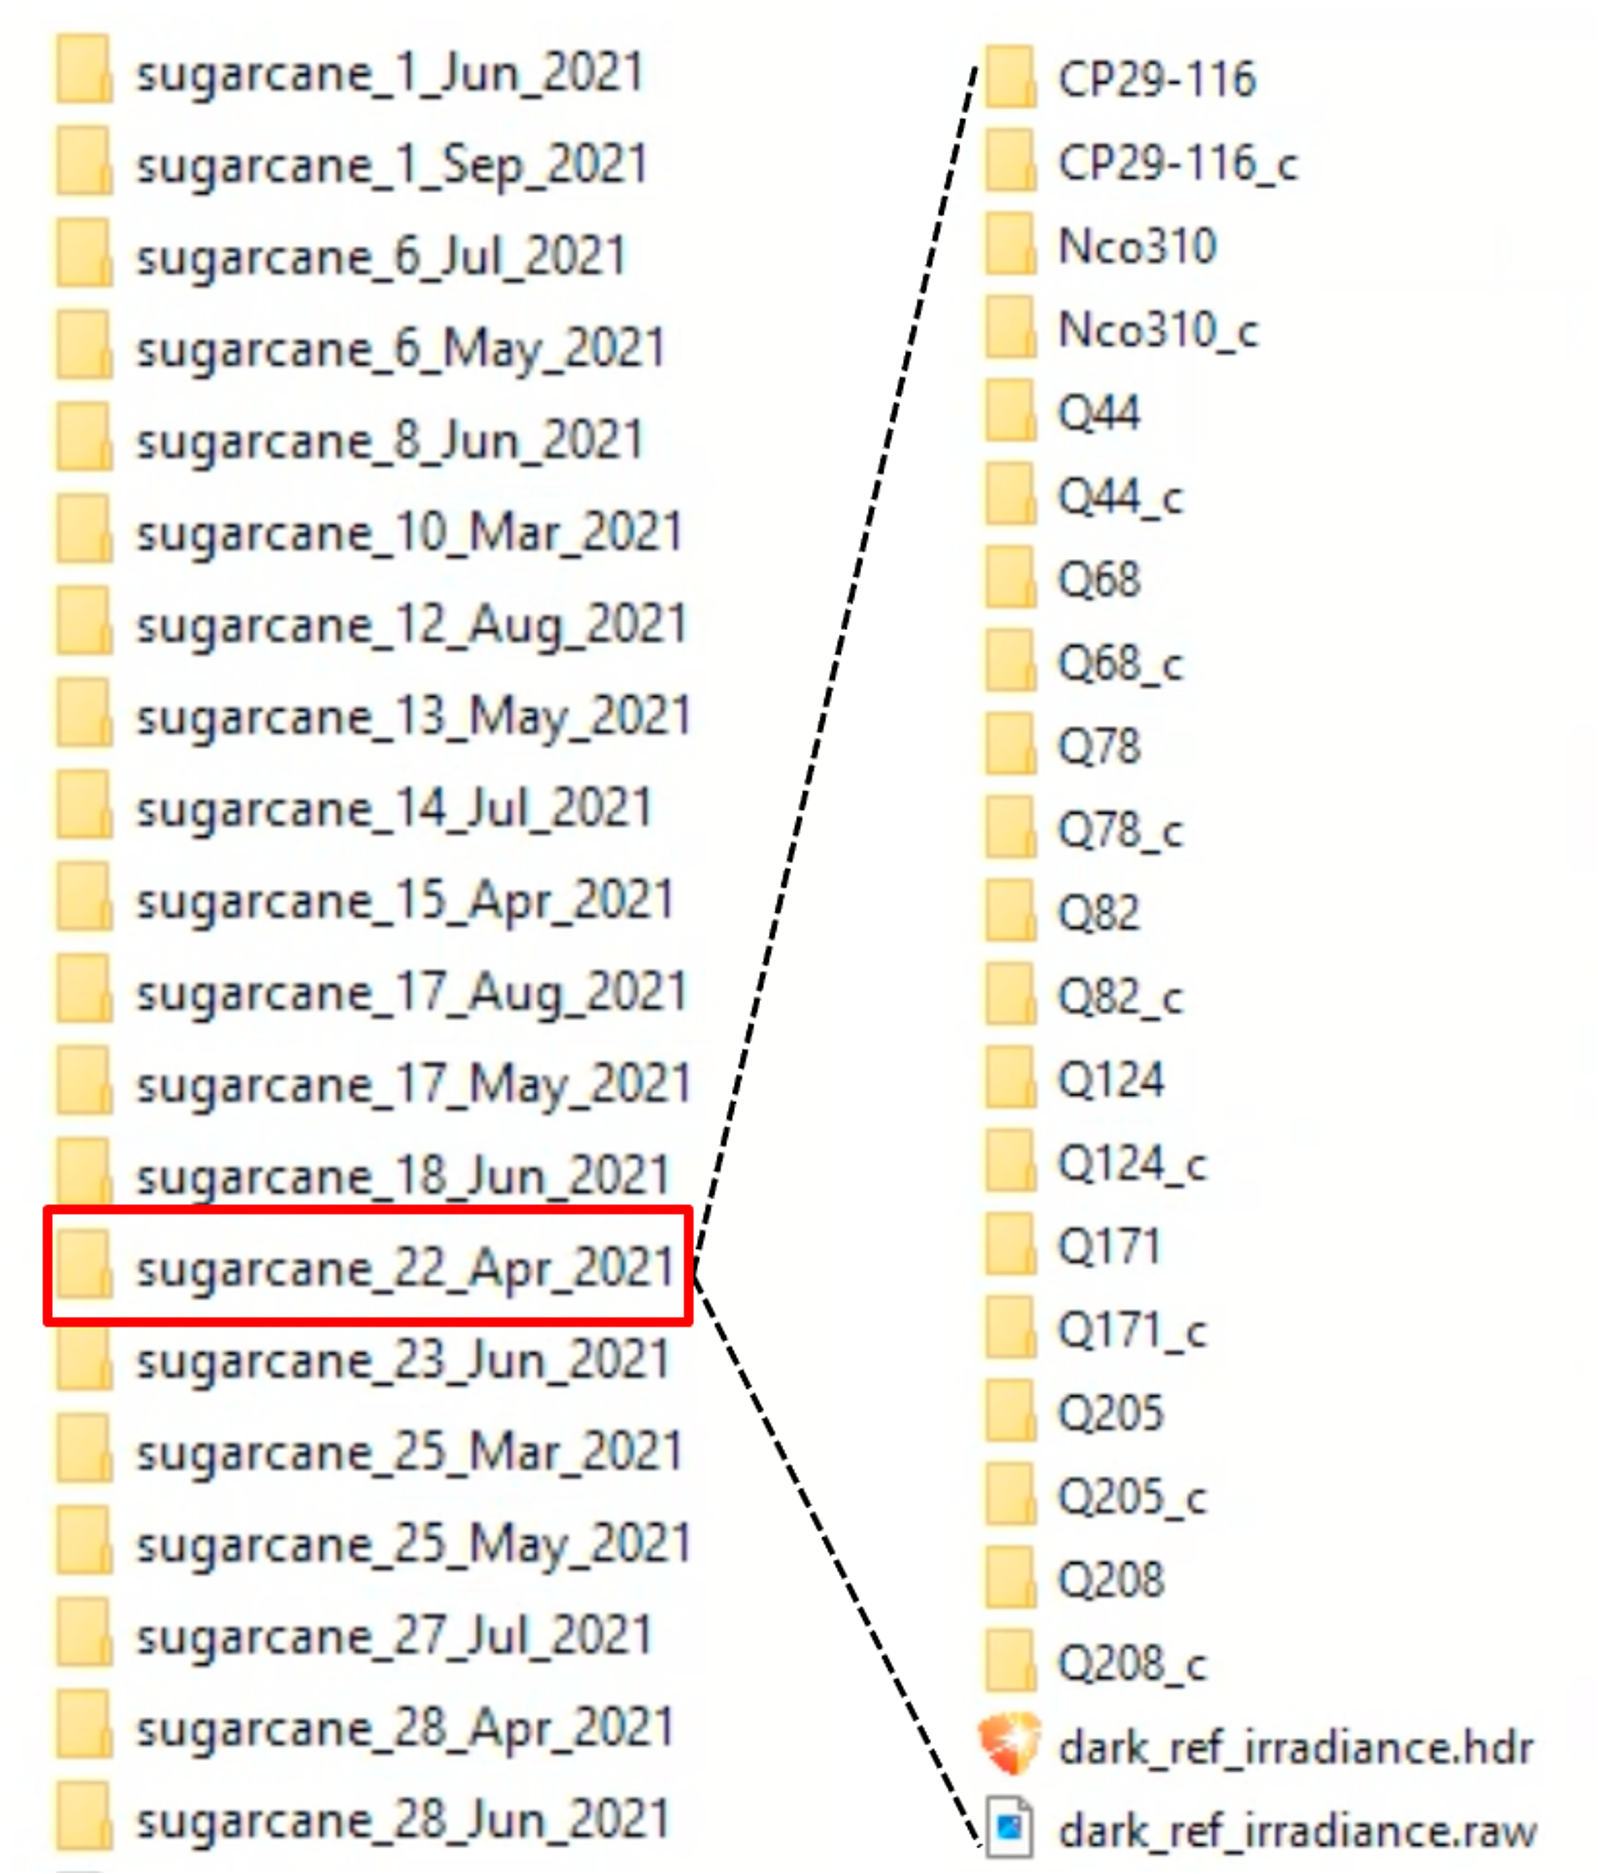 sugarcane_1_Jun_2021
sugarcane_1_Sep_2021
sugarcane_6_Jul_2021
sugarcane_6_May_2021
sugarcane_8_Jun_2021
sugarcane_10_Mar_2021
sugarcane_12_Aug_2021
sugarcane_13_May_2021
sugarcane_14_Jul_2021
sugarcane_15_Apr_2021
sugarcane_17_Aug_2021
sugarcane_17_May_2021
sugarcane_18_Jun_2021
sugarcane_22_Apr_2021
sugarcane_23_Jun_2021
sugarcane_25_Mar_2021
sugarcane_25_May_2021
sugarcane_27_Jul_2021
sugarcane_28_Apr_2021
sugarcane_28_Jun_2021
CP29-116
CP29-116_c
Nco310
Nco310_c
Q44
Q44_c
Q68
Q68_c
Q78
Q78_c
Q82
Q82_c
Q124
Q124_c
Q171
Q171_c
Q205
Q205_c
Q208
Q208_c
dark_ref_irradiance.hdr
dark_ref_irradiance.raw